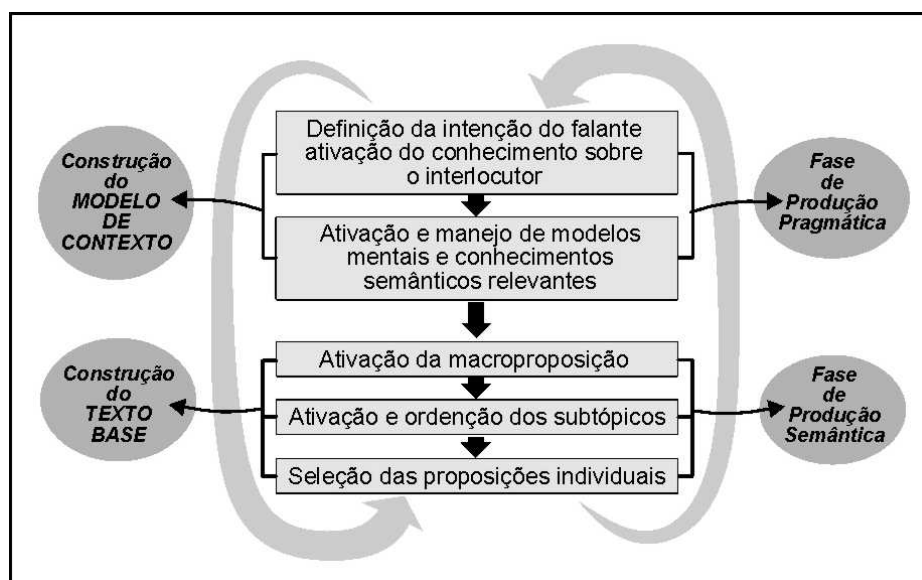 Definição da intenção do falante
ativação do conhecimento sobre
o interlocutor
Construção
do
MODELO
DE
CONTEXTO
Fase
de
Produção
Pragmática
Ativação e manejo de modelos
mentais e conhecimentos
semânticos relevantes
Ativação da macroproposição
Construção
do
TEXTO
BASE
Ativação e ordenção dos subtópicos
Fase
de
Produção
Semântica
Seleção das proposições individuais